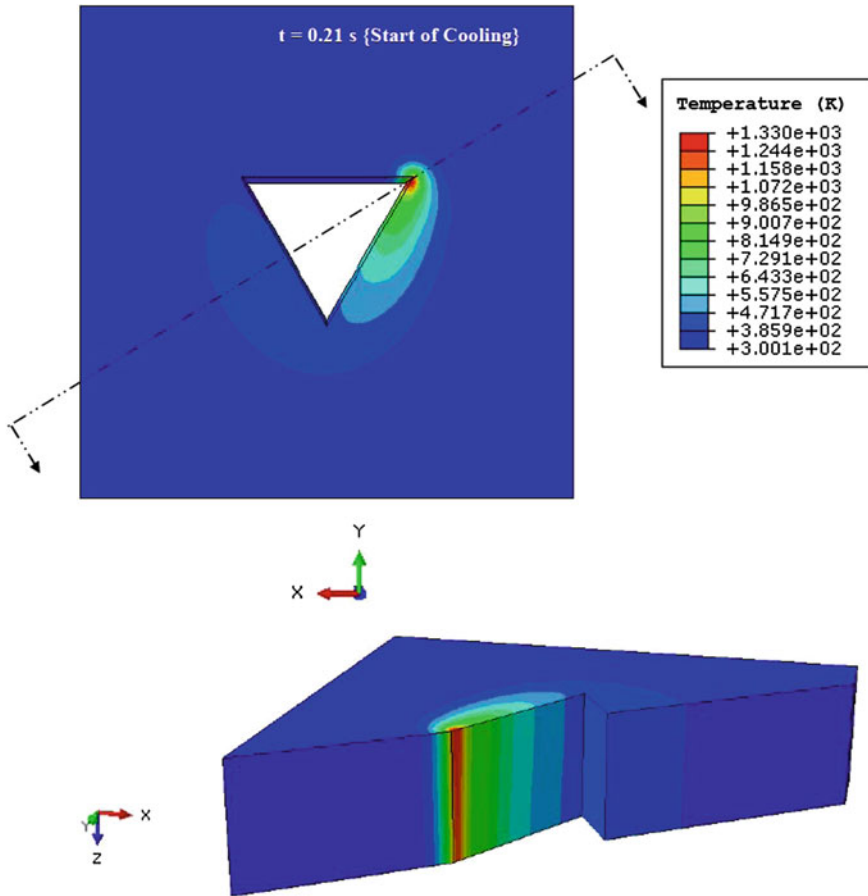 t = 0.21 s {Start of Cooling}
Temperature (K)
+1.330e+03
+1.244e+03
+1.158e+03
+1.072e+03
+9.865e+02
+9.007e+02
+8.149e+02
+7.291e+02
+6.433e+02
+5.575e+02
+4.717e+02
+3.859e+02
+3.001e+02
Y
X
X
Y
Z